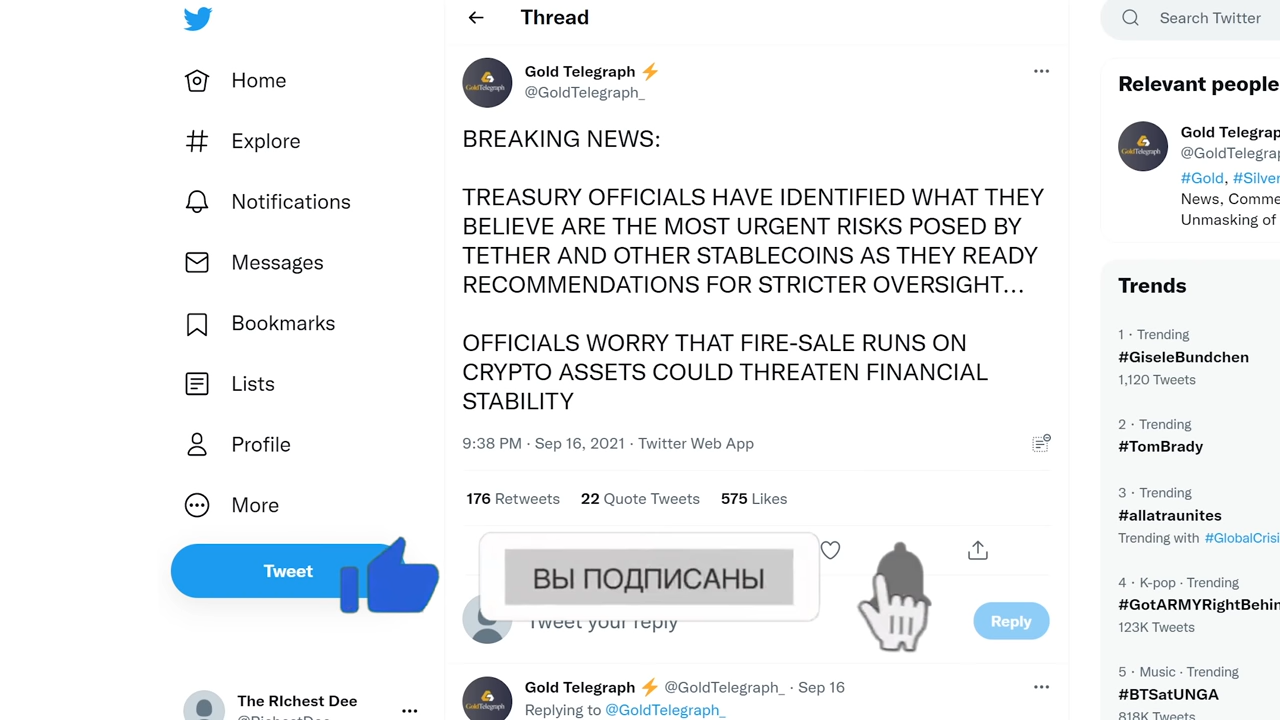 Thread
Search Twitter
Home
Explore
Notifications
Messages
Bookmarks
Lists
Profile
More
Tweet
The RIchest Dee
Gold Telegraph ⚡
@GoldTelegraph_
BREAKING NEWS:
TREASURY OFFICIALS HAVE IDENTIFIED WHAT THEY
BELIEVE ARE THE MOST URGENT RISKS POSED BY
TETHER AND OTHER STABLECOINS AS THEY READY
RECOMMENDATIONS FOR STRICTER OVERSIGHT…
OFFICIALS WORRY THAT FIRE-SALE RUNS ON
CRYPTO ASSETS COULD THREATEN FINANCIAL
STABILITY
9:38 PM · Sep 16, 2021 · Twitter Web App
176 Retweets 22 Quote Tweets 575 Likes
ВЫ ПОДПИСАНЫ
Tweet your reply
Reply
Gold Telegraph ⚡ @GoldTelegraph_ · Sep 16
Replying to @GoldTelegraph_
Relevant people
Gold Telegrap
@GoldTelegra
#Gold, #Silver
News, Comme
Unmasking of
Trends
1 · Trending
#GiseleBundchen
1,120 Tweets
2 · Trending
#TomBrady
3 · Trending
#allatraunites
Trending with #GlobalCrisi
4 · K-pop · Trending
#GotARMYRightBehin
123K Tweets
5 · Music · Trending
#BTSatUNGA
818K Tweets